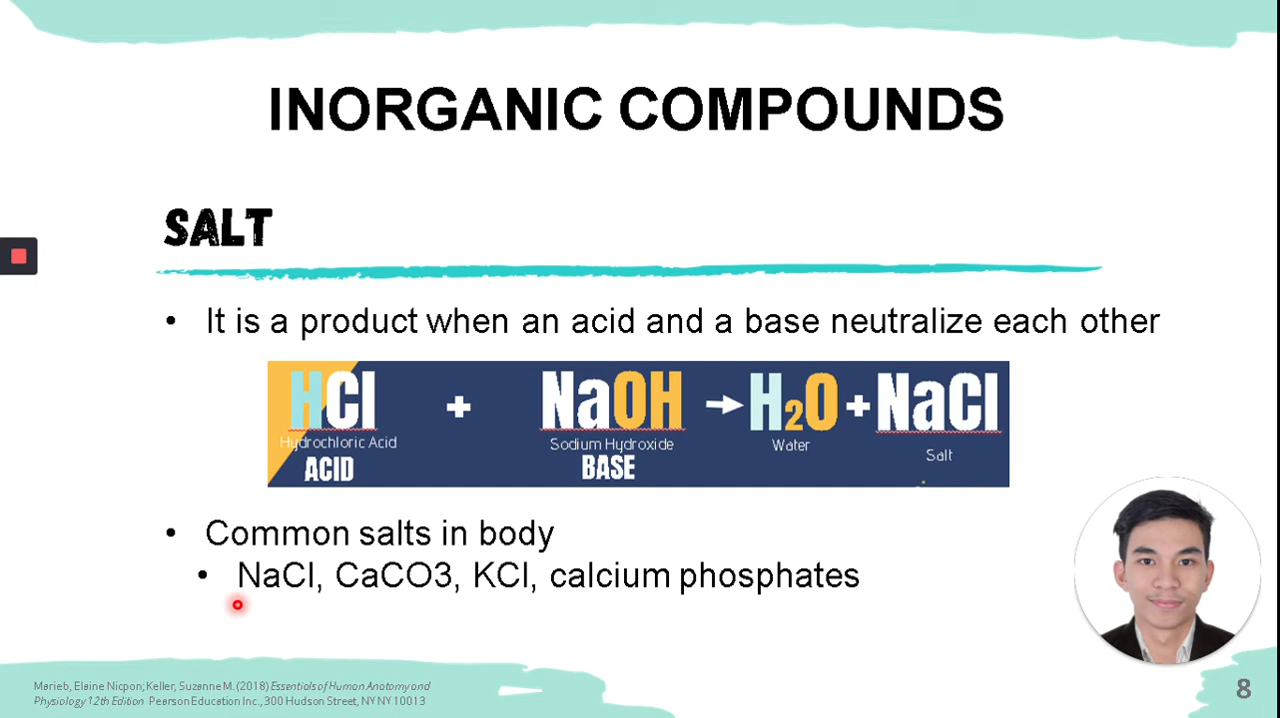 INORGANIC COMPOUNDS
SALT
• It is a product when an acid and a base neutralize each other
HCl + NaOH → H₂O + NaCl
Hydrochloric Acid Sodium Hydroxide Water Salt
ACID BASE
• Common salts in body
• NaCl, CaCO3, KCl, calcium phosphates
Marieb, Elaine Nicpon; Keller, Suzanne M. (2018) Essentials of Human Anatomy and
Physiology 12th Edition Pearson Education Inc., 300 Hudson Street, NY NY 10013
8